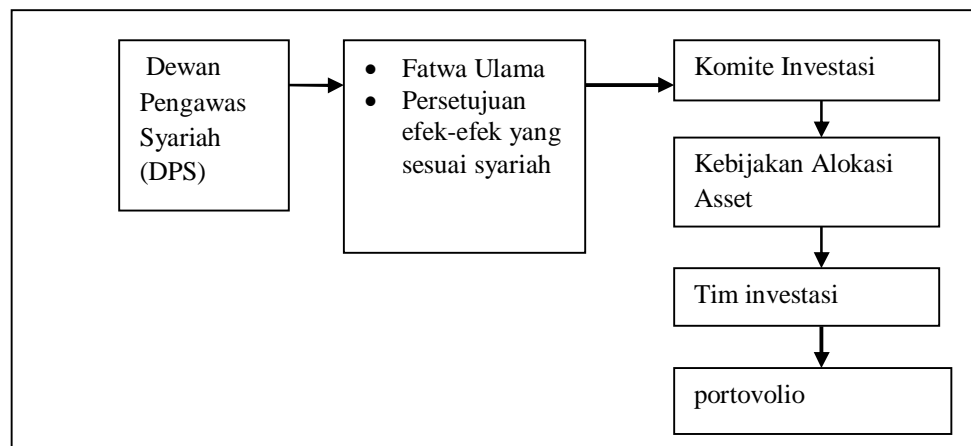 Dewan
Pengawas
Syariah
(DPS)
• Fatwa Ulama
• Persetujuan
efek-efek yang
sesuai syariah
Komite Investasi
Kebijakan Alokasi
Asset
Tim investasi
portovolio